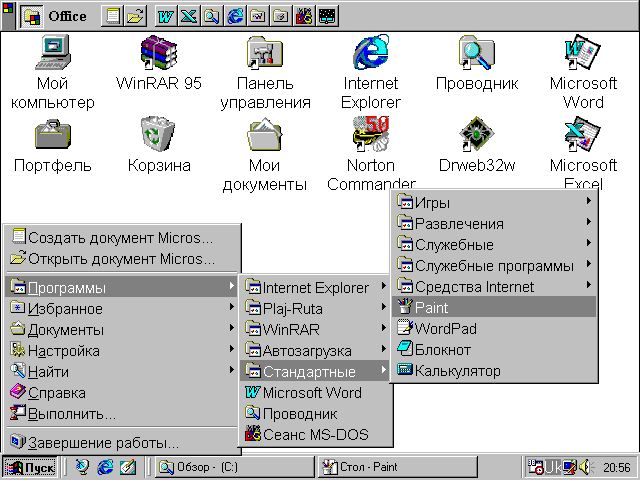 Office
Мой
компьютер
WinRAR 95
Панель
управления
Internet
Explorer
Проводник
Microsoft
Word
Портфель
Корзина
Мои
документы
50
Norton
Commander
Drweb32w
Microsoft
Excel
Создать документ Micros...
Открыть документ Micros...
Программы
Избранное
Документы
Настройка
Найти
Справка
Выполнить...
Завершение работы...
Internet Explorer
Plaj-Ruta
WinRAR
Автозагрузка
Стандартные
Microsoft Word
Проводник
Сеанс MS-DOS
Игры
Развлечения
Служебные
Служебные программы
Средства Internet
Paint
WordPad
Блокнот
Калькулятор
Пуск
Обзор - (C:)
Стол - Paint
Uk
20:56